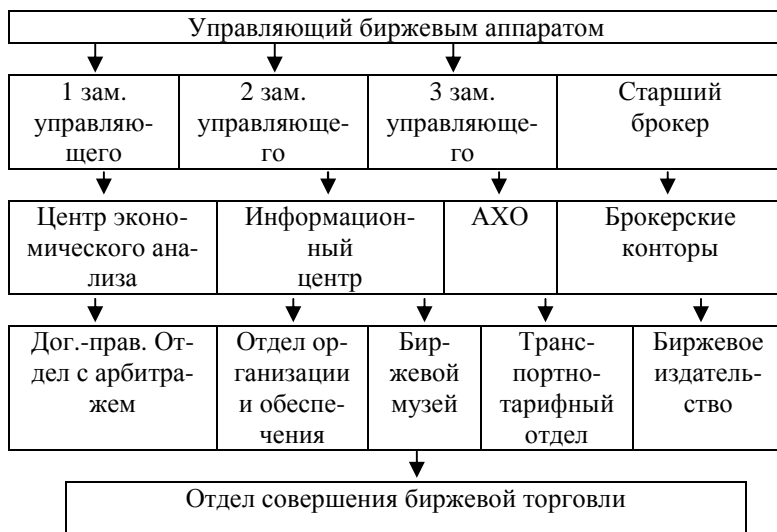 Управляющий биржевым аппаратом
1 зам.
управляю-
щего
2 зам.
управляюще-
го
3 зам.
управляюще-
го
Старший
брокер
Центр эконо-
мического ана-
лиза
Информацион-
ный
центр
АХО
Брокерские
конторы
Дог.-прав. От-
дел с арбитра-
жем
Отдел ор-
ганизации
и обеспе-
чения
Бир-
жевой
музей
Транс-
портно-
тарифный
отдел
Биржевое
издатель-
ство
Отдел совершения биржевой торговли